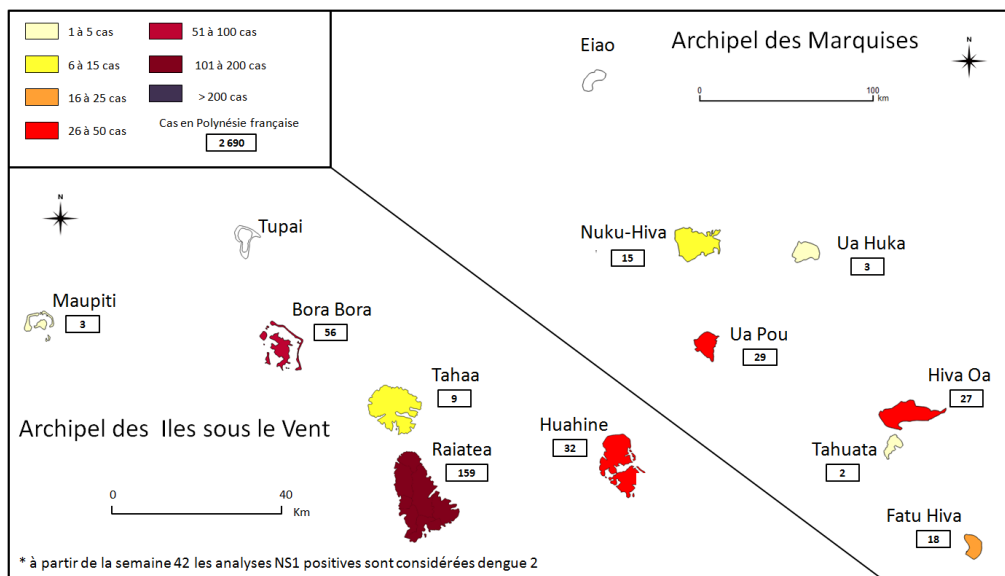 1 à 5 cas
6 à 15 cas
16 à 25 cas
26 à 50 cas
51 à 100 cas
101 à 200 cas
> 200 cas
Cas en Polynésie française
2 690
Eiao
Archipel des Marquises
N
0 100
km
Nuku-Hiva
15
Ua Huka
3
Ua Pou
29
Hiva Oa
27
Tahuata
2
Fatu Hiva
18
N
Tupai
Maupiti
3
Bora Bora
56
Tahaa
9
Archipel des Iles sous le Vent
Raiatea
159
Huahine
32
0 40
Km
* à partir de la semaine 42 les analyses NS1 positives sont considérées dengue 2